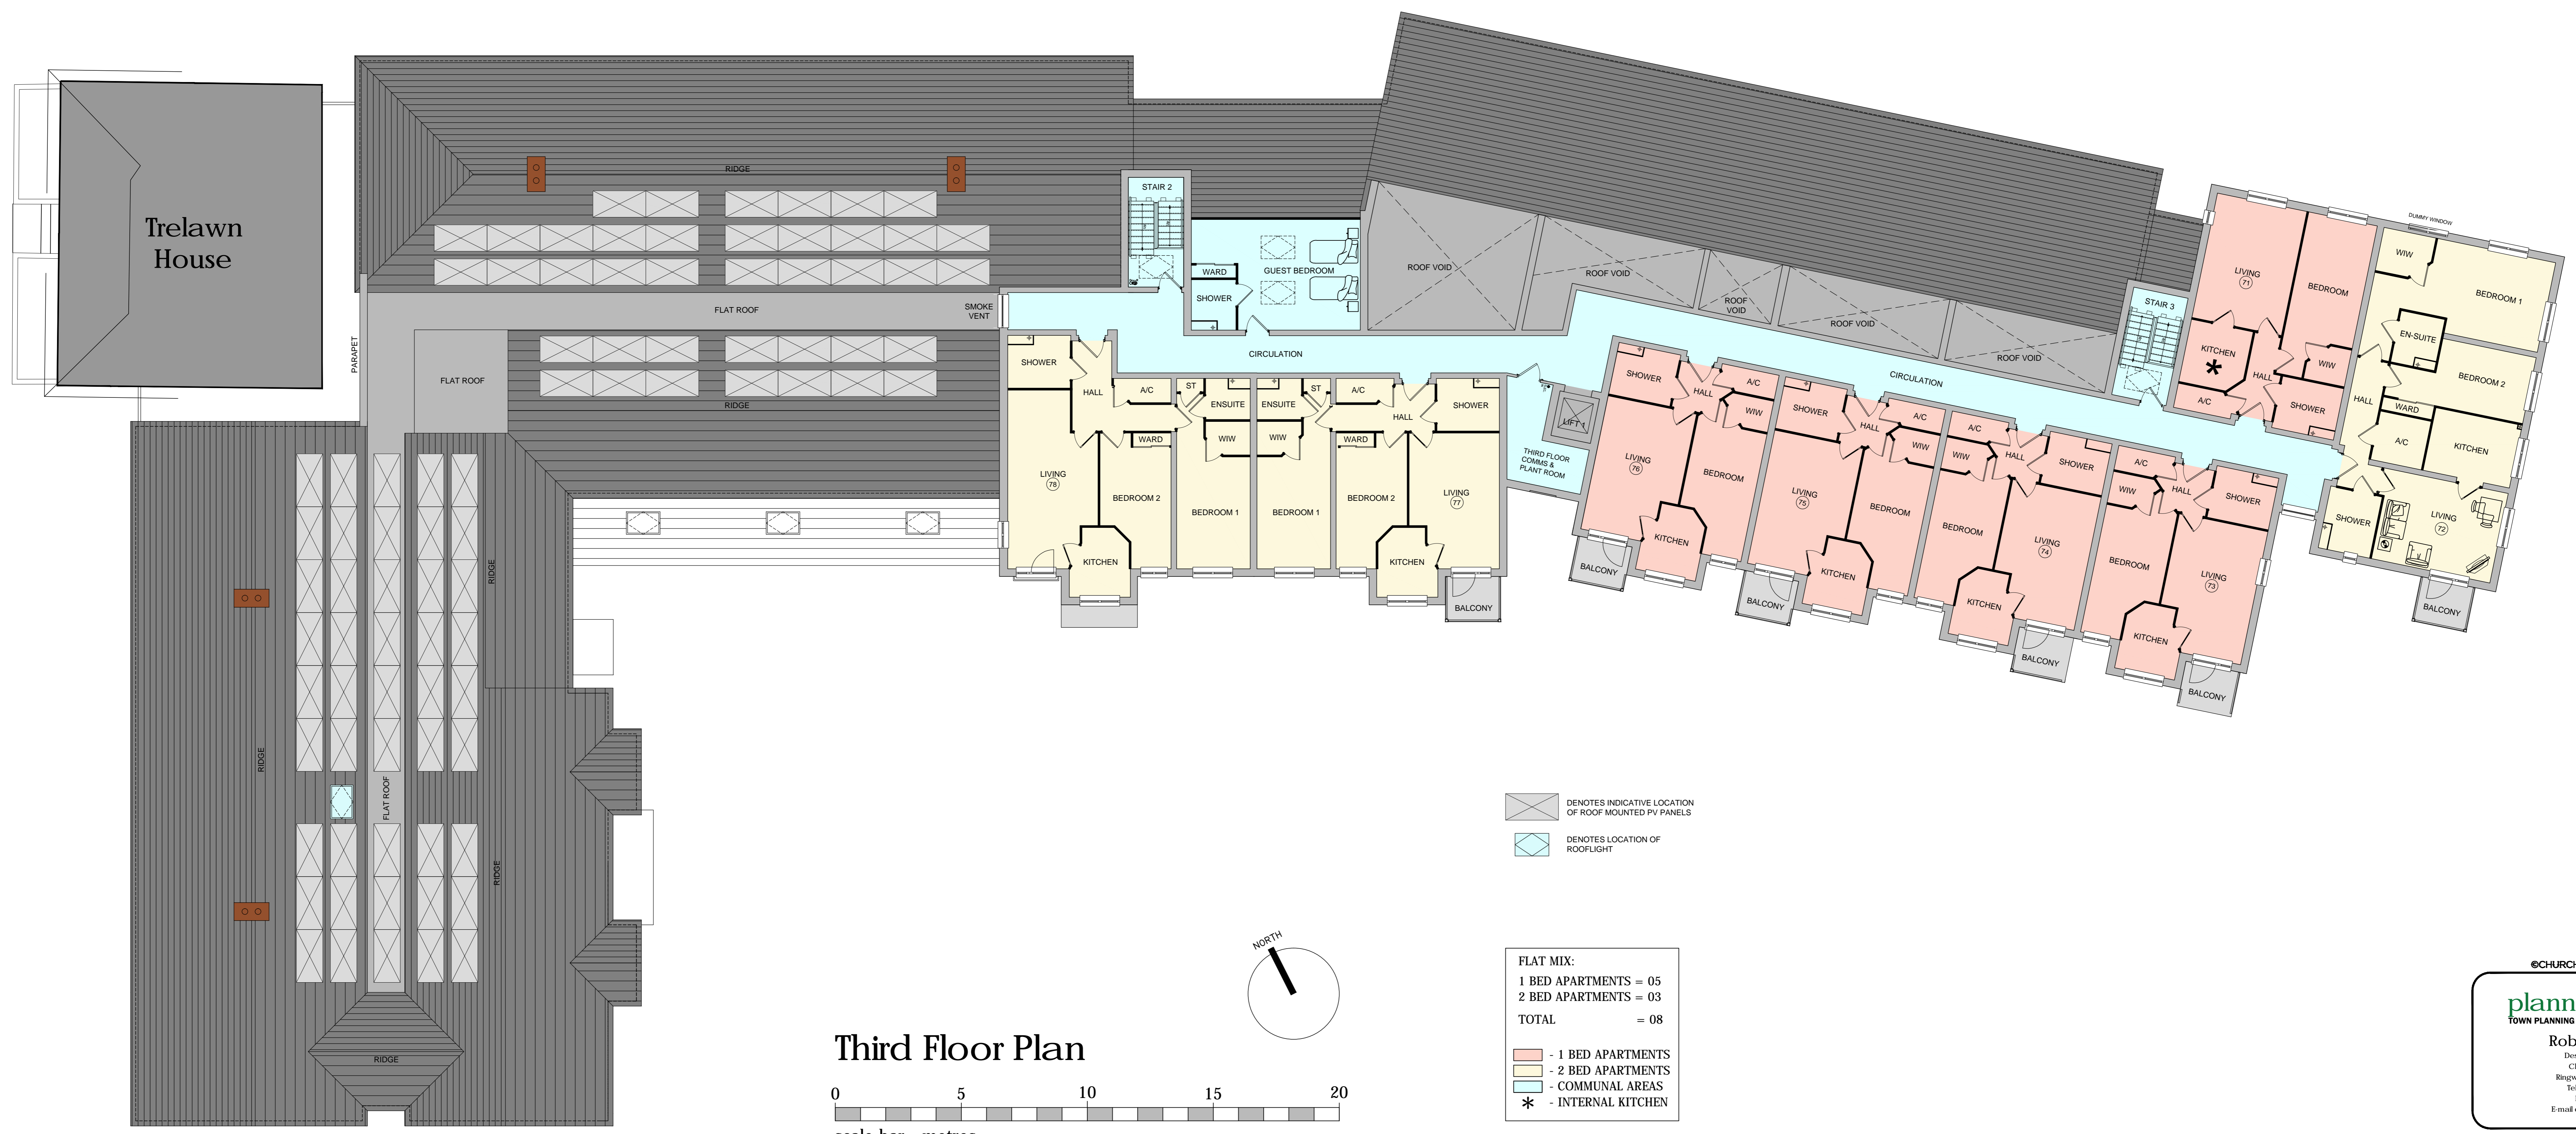 Trelawn
House
RIDGE
PARAPET
FLAT ROOF
SMOKE
VENT
FLAT ROOF
RIDGE
RIDGE
RIDGE
RIDGE
FLAT ROOF
RIDGE
STAIR 2
WARD
SHOWER
GUEST BEDROOM
CIRCULATION
ROOF VOID
ROOF VOID
ROOF
VOID
ROOF VOID
ROOF VOID
CIRCULATION
STAIR 3
DUMMY WINDOW
SHOWER
HALL
A/C
WARD
LIVING
78
BEDROOM 2
KITCHEN
ST
ENSUITE
WIW
BEDROOM 1
ENSUITE
ST
WIW
BEDROOM 1
A/C
HALL
SHOWER
WARD
BEDROOM 2
LIVING
77
KITCHEN
BALCONY
LIFT 1
THIRD FLOOR
COMMS &
PLANT ROOM
SHOWER
HALL
A/C
WIW
LIVING
76
BEDROOM
KITCHEN
BALCONY
SHOWER
HALL
A/C
WIW
LIVING
75
BEDROOM
KITCHEN
BALCONY
A/C
HALL
WIW
SHOWER
BEDROOM
LIVING
74
KITCHEN
BALCONY
A/C
HALL
WIW
SHOWER
BEDROOM
LIVING
73
KITCHEN
BALCONY
LIVING
71
BEDROOM
KITCHEN
*
WIW
HALL
A/C
SHOWER
WIW
BEDROOM 1
EN-SUITE
BEDROOM 2
HALL
WARD
A/C
KITCHEN
SHOWER
LIVING
72
BALCONY
DENOTES INDICATIVE LOCATION
OF ROOF MOUNTED PV PANELS
DENOTES LOCATION OF
ROOFLIGHT
NORTH
Third Floor Plan
0 5 10 15 20
FLAT MIX:
1 BED APARTMENTS = 05
2 BED APARTMENTS = 03
TOTAL = 08
- 1 BED APARTMENTS
- 2 BED APARTMENTS
- COMMUNAL AREAS
* - INTERNAL KITCHEN
©CHURCH
plann
TOWN PLANNING
Rob
Des
Ringw
Tel
E-mail